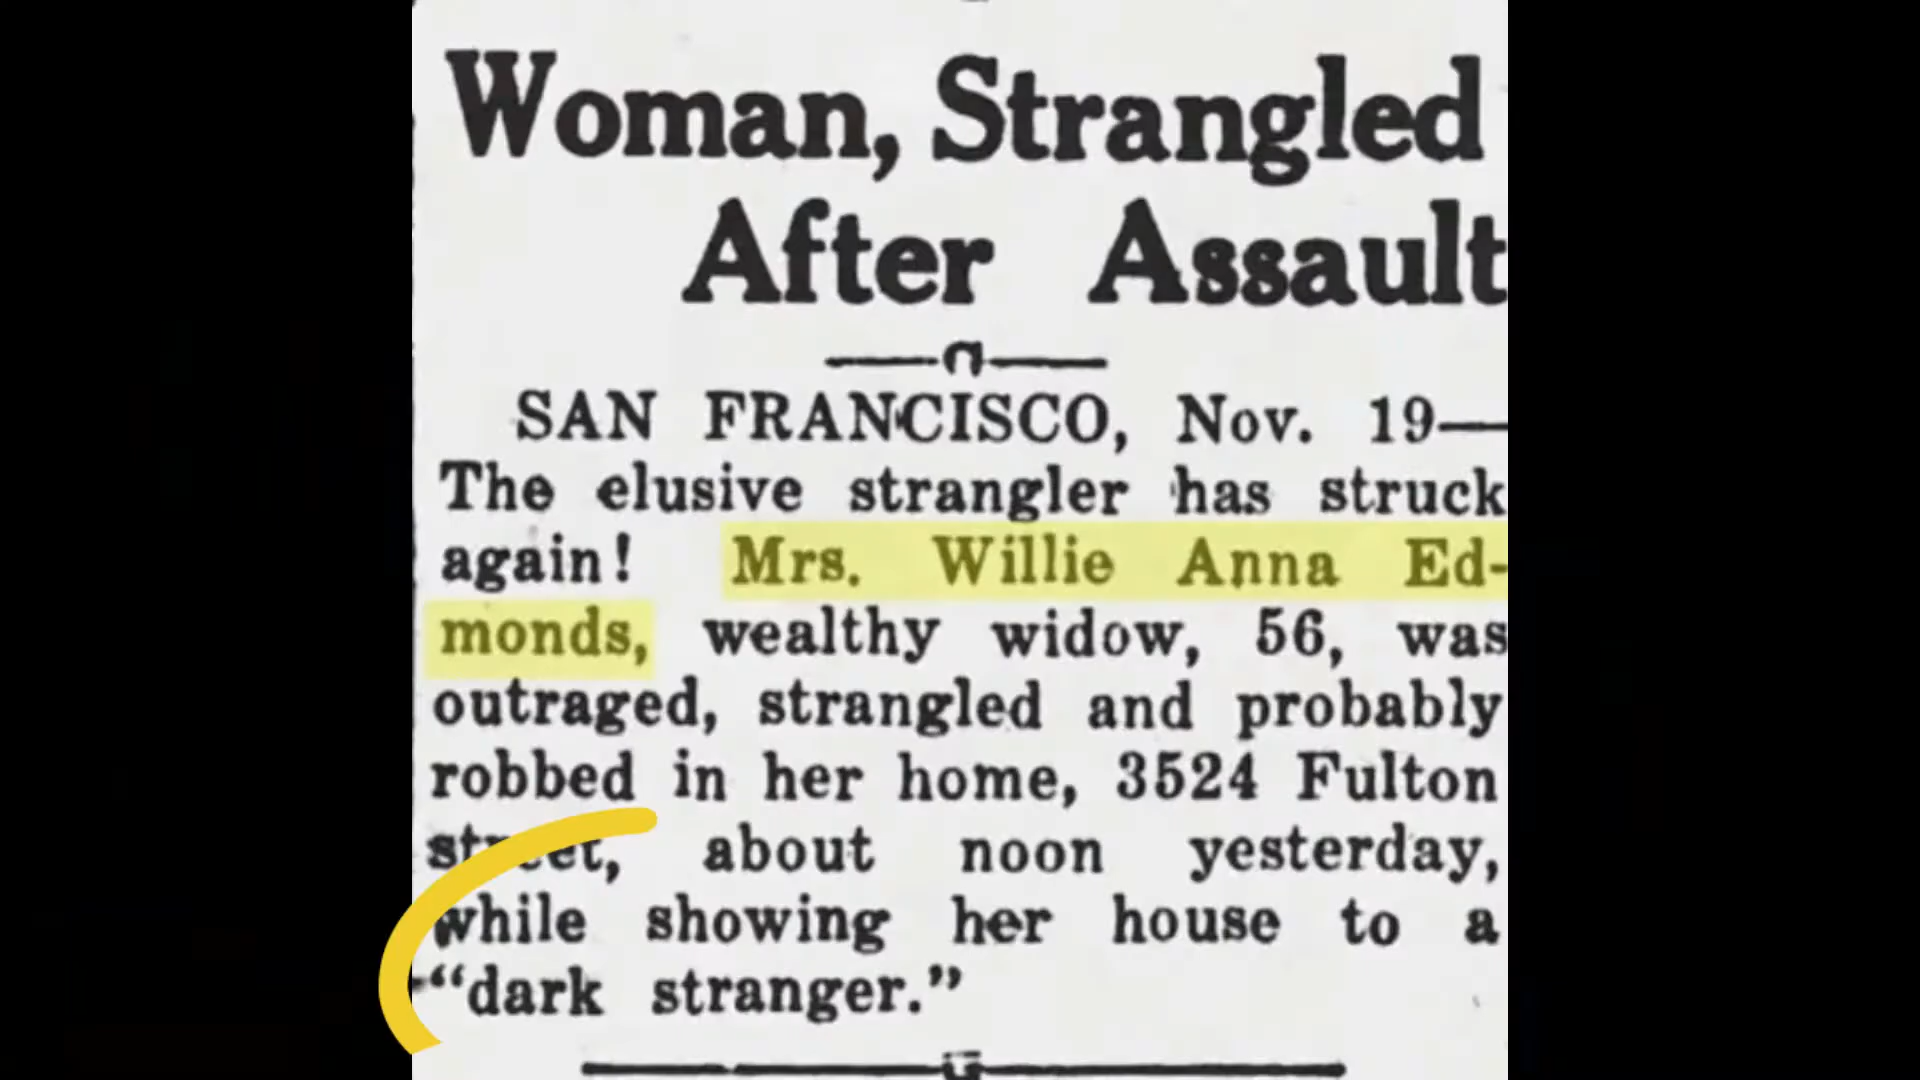 Woman, Strangled
After Assault
SAN FRANCISCO, Nov. 19—
The elusive strangler has struck
again! Mrs. Willie Anna Ed-
monds, wealthy widow, 56, was
outraged, strangled and probably
robbed in her home, 3524 Fulton
street, about noon yesterday,
while showing her house to a
“dark stranger.”